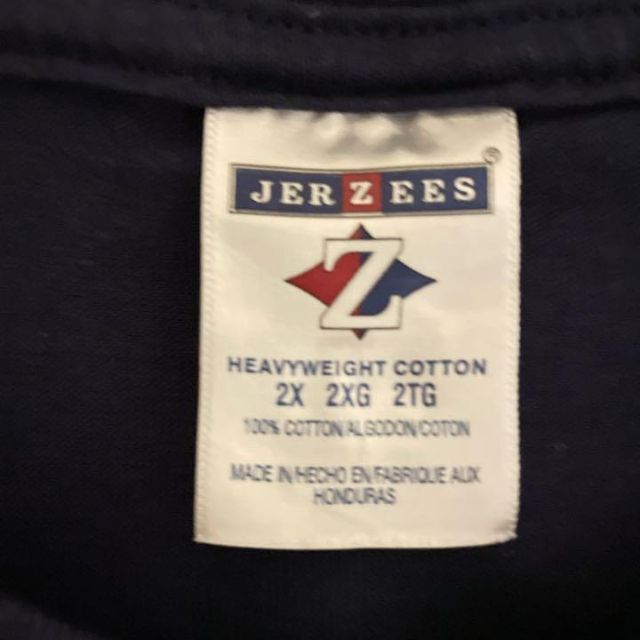 JERZEES®
Z
HEAVYWEIGHT COTTON
2X 2XG 2TG
100% COTTON/ALGODON/COTON
MADE IN/HECHO EN/FABRIQUE AUX
HONDURAS